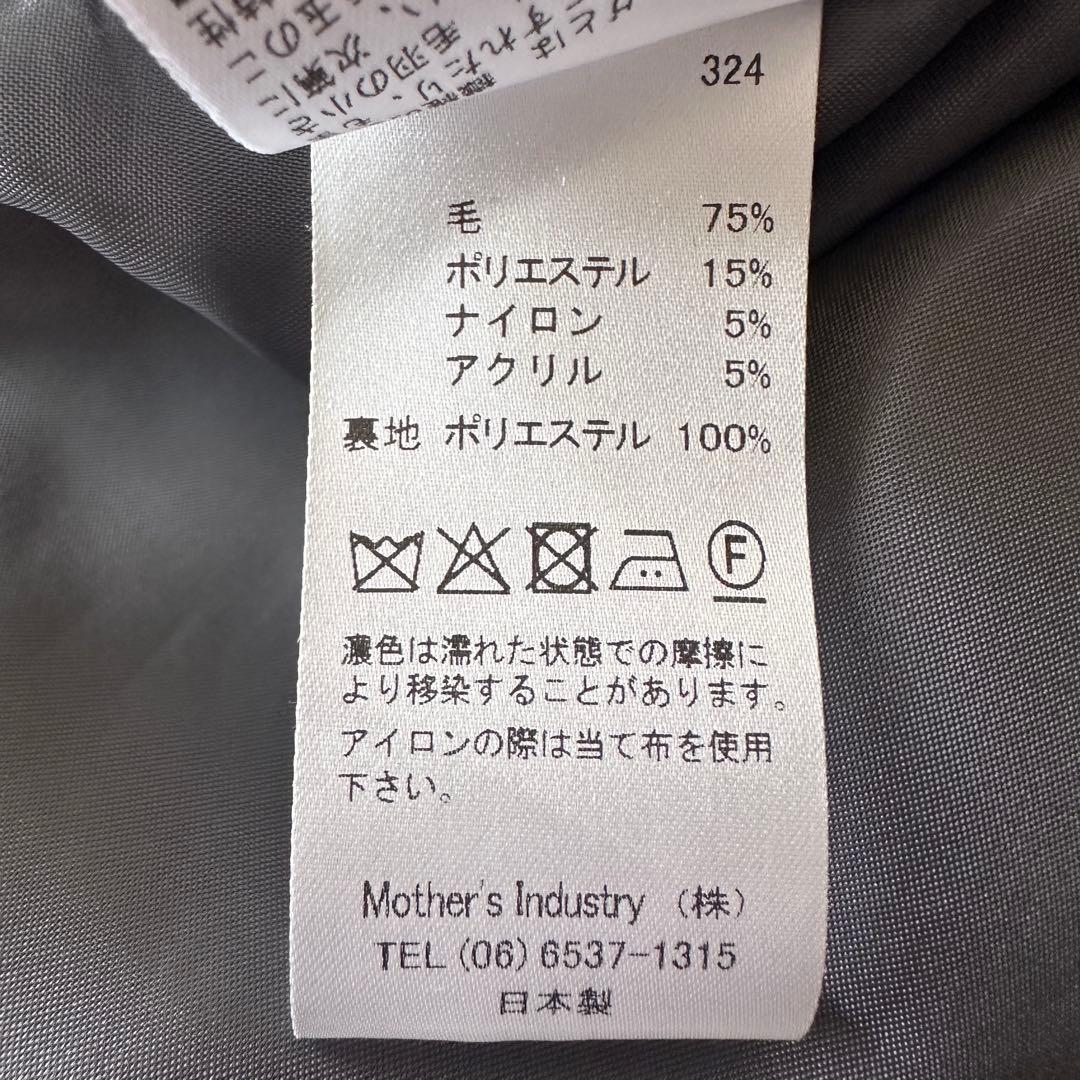 324
毛 75%
ポリエステル 15%
ナイロン 5%
アクリル 5%
裏地 ポリエステル 100%
F
濃色は濡れた状態での摩擦に
より移染することがあります。
アイロンの際は当て布を使用
下さい。
Mother's Industry (株)
TEL (06) 6537-1315
日本製